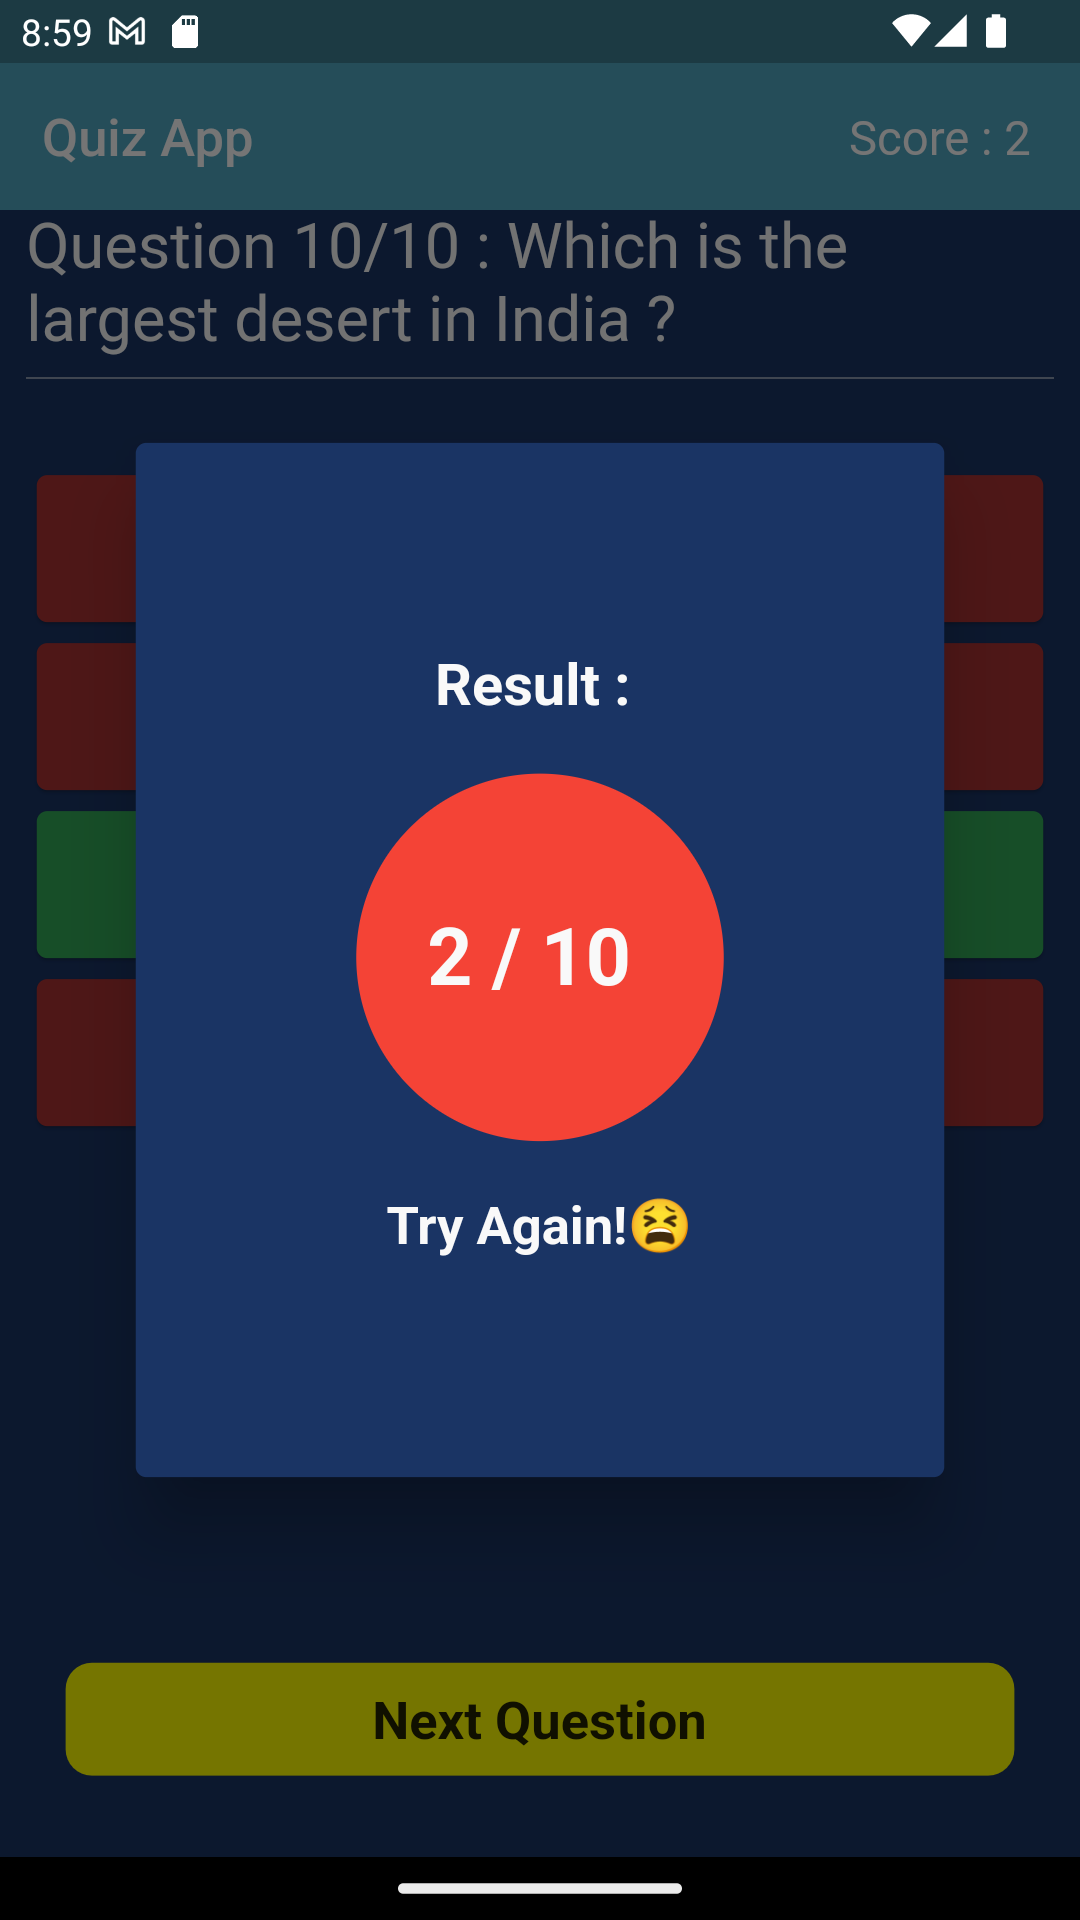 8:59
Quiz App
Score : 2
Question 10/10 : Which is the
largest desert in India ?
Result :
2 / 10
Try Again!😫
Next Question